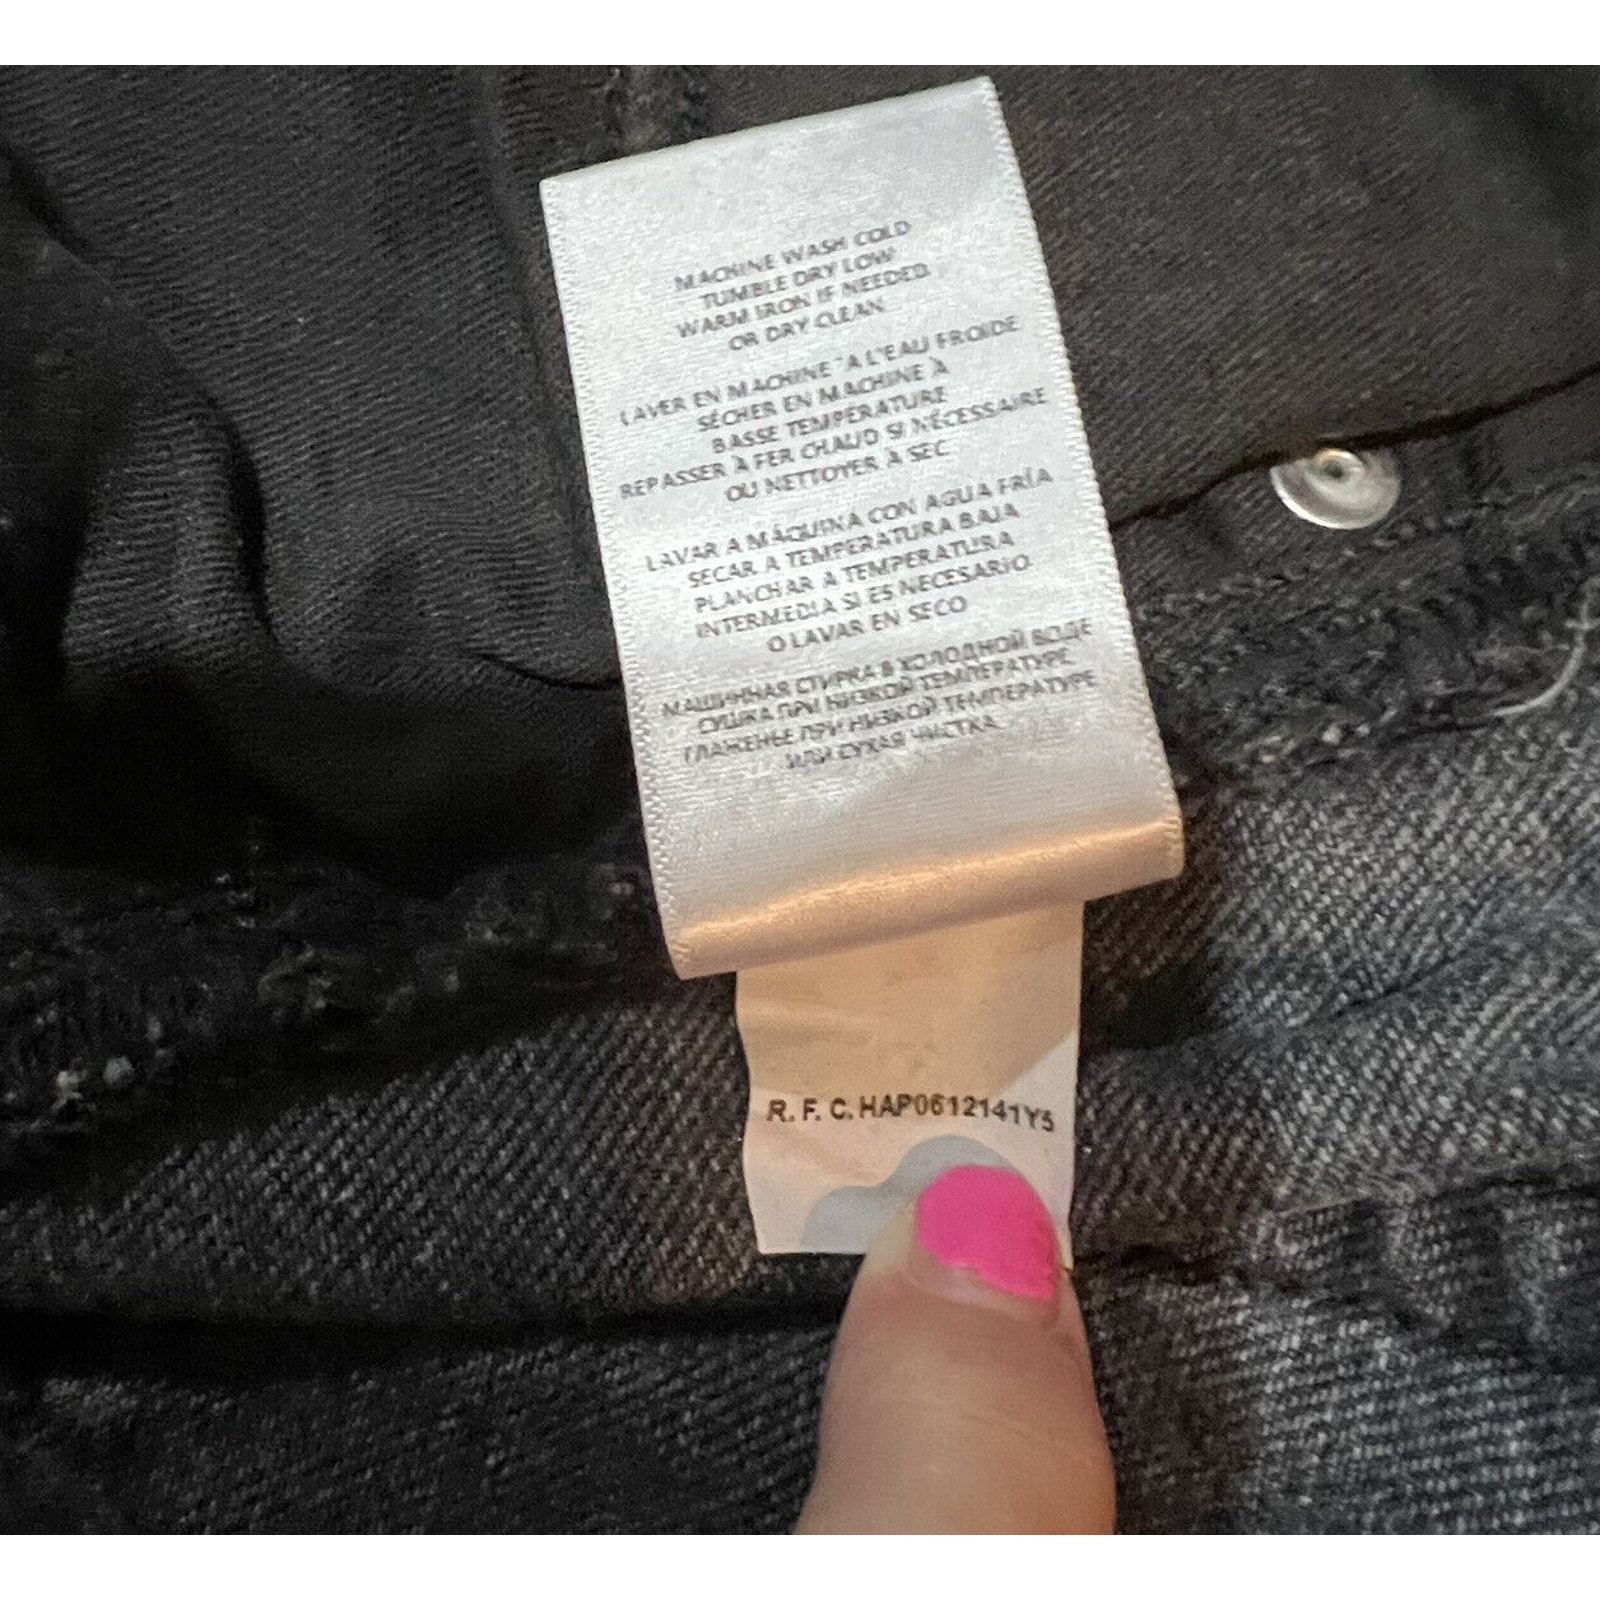 MACHINE WASH COLD
TUMBLE DRY LOW
WARM IRON IF NEEDED
OR DRY CLEAN
LAVER EN MACHINE "A L'EAU FROIDE
SÉCHER EN MACHINE À
BASSE TEMPERATURE
REPASSER À FER CHAUD SI NÉCESSAIRE
OU NETTOYER À SEC
LAVAR A MÁQUINA CON AGUA FRÍA
SECAR A TEMPERATURA BAJA
PLANCHAR A TEMPERATURA
INTERMEDIA SI ES NECESARIO
O LAVAR EN SECO
МАШИННАЯ СТИРКА В ХОЛОДНОЙ ВОДЕ
СУШКА ПРИ НИЗКОЙ ТЕМПЕРАТУРЕ
ГЛАЖЕНЬЕ ПРИ НИЗКОЙ ТЕМПЕРАТУРЕ
ИЛИ СУХАЯ ЧИСТКА
R. F. C. HAP0612141Y5